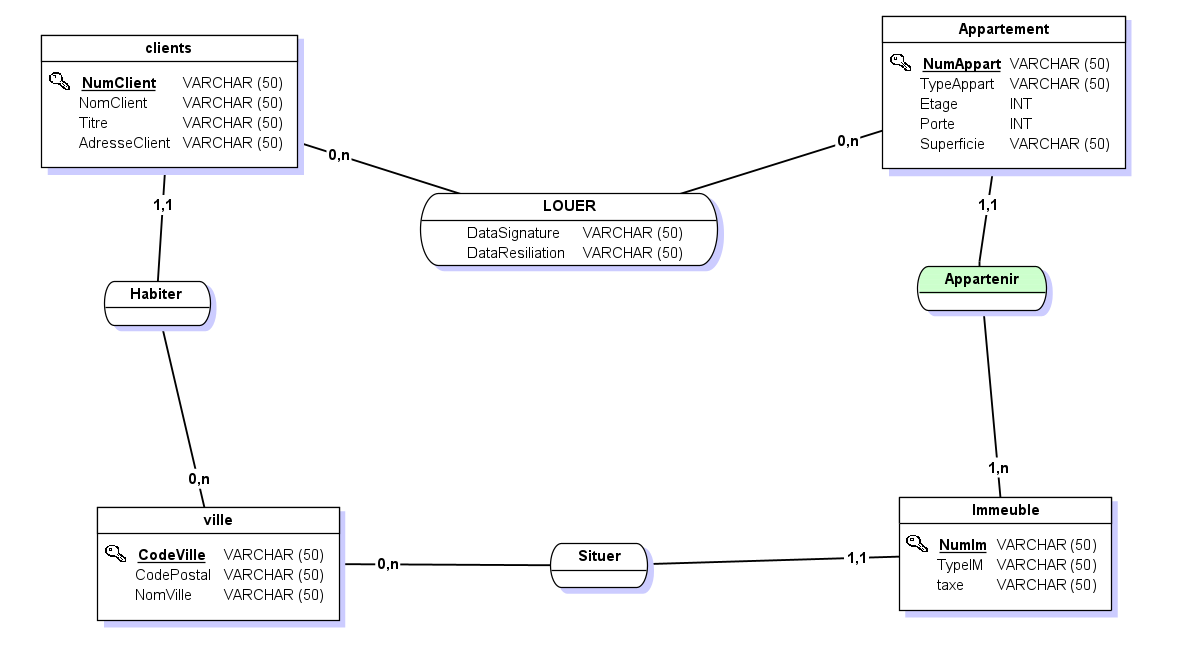 clients
NumClient VARCHAR (50)
NomClient VARCHAR (50)
Titre VARCHAR (50)
AdresseClient VARCHAR (50)
Appartement
NumAppart VARCHAR (50)
TypeAppart VARCHAR (50)
Etage INT
Porte INT
Superficie VARCHAR (50)
0,n
0,n
LOUER
DataSignature VARCHAR (50)
DataResiliation VARCHAR (50)
1,1
1,1
Habiter
Appartenir
0,n
1,n
ville
CodeVille VARCHAR (50)
CodePostal VARCHAR (50)
NomVille VARCHAR (50)
0,n
Situer
1,1
Immeuble
NumIm VARCHAR (50)
TypeIM VARCHAR (50)
taxe VARCHAR (50)